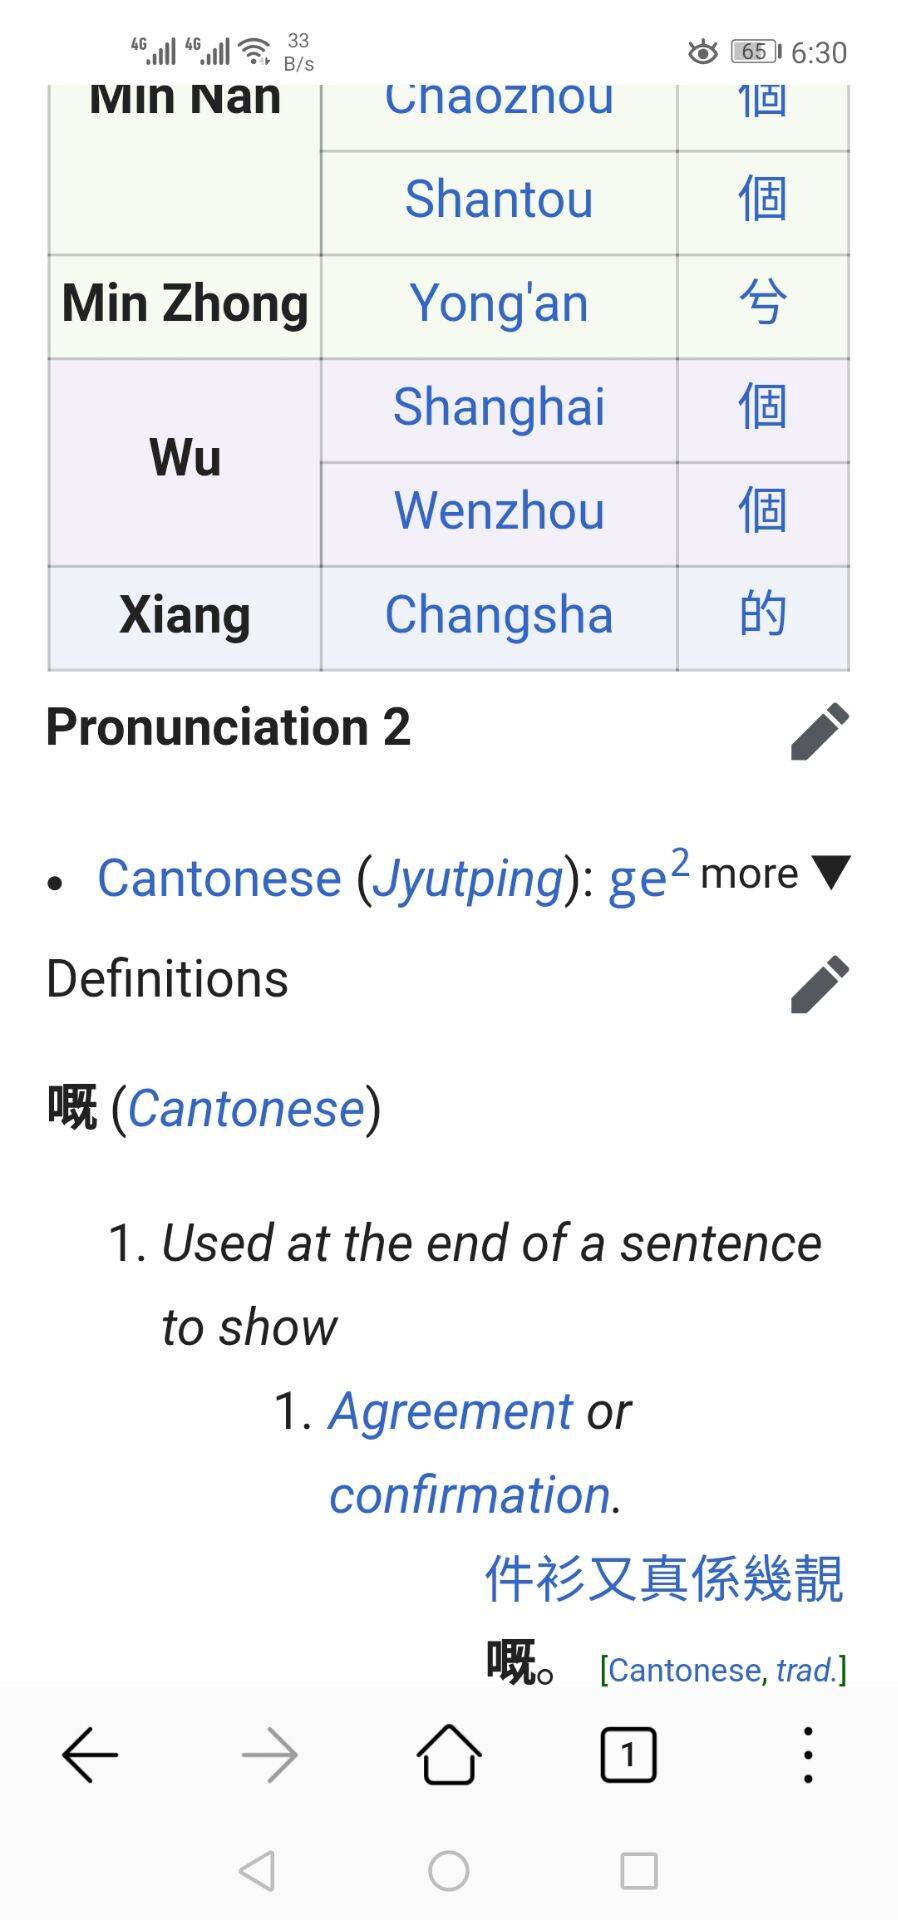 4G 4G 33 B/s 65 6:30
Min Nan Chaozhou 個
Shantou 個
Min Zhong Yong'an 兮
Wu Shanghai 個
Wenzhou 個
Xiang Changsha 的
Pronunciation 2
• Cantonese (Jyutping): ge² more ▼
Definitions
嘅 (Cantonese)
1. Used at the end of a sentence
to show
1. Agreement or
confirmation.
件衫又真係幾靚
嘅。 [Cantonese, trad.]
1